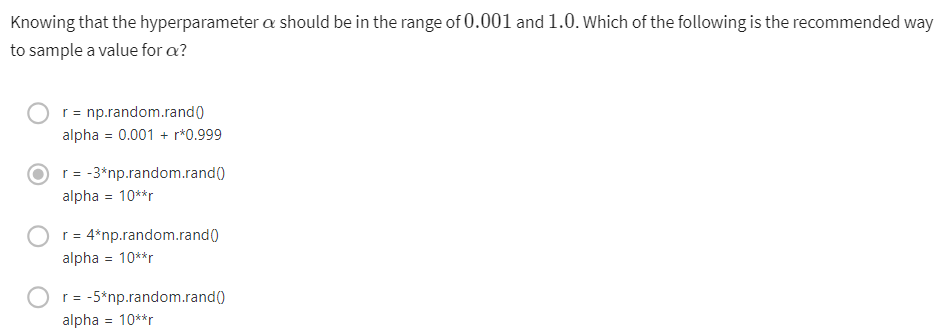 Knowing that the hyperparameter α should be in the range of 0.001 and 1.0. Which of the following is the recommended way
to sample a value for α?
r = np.random.rand()
alpha = 0.001 + r*0.999
r = -3*np.random.rand()
alpha = 10**r
r = 4*np.random.rand()
alpha = 10**r
r = -5*np.random.rand()
alpha = 10**r